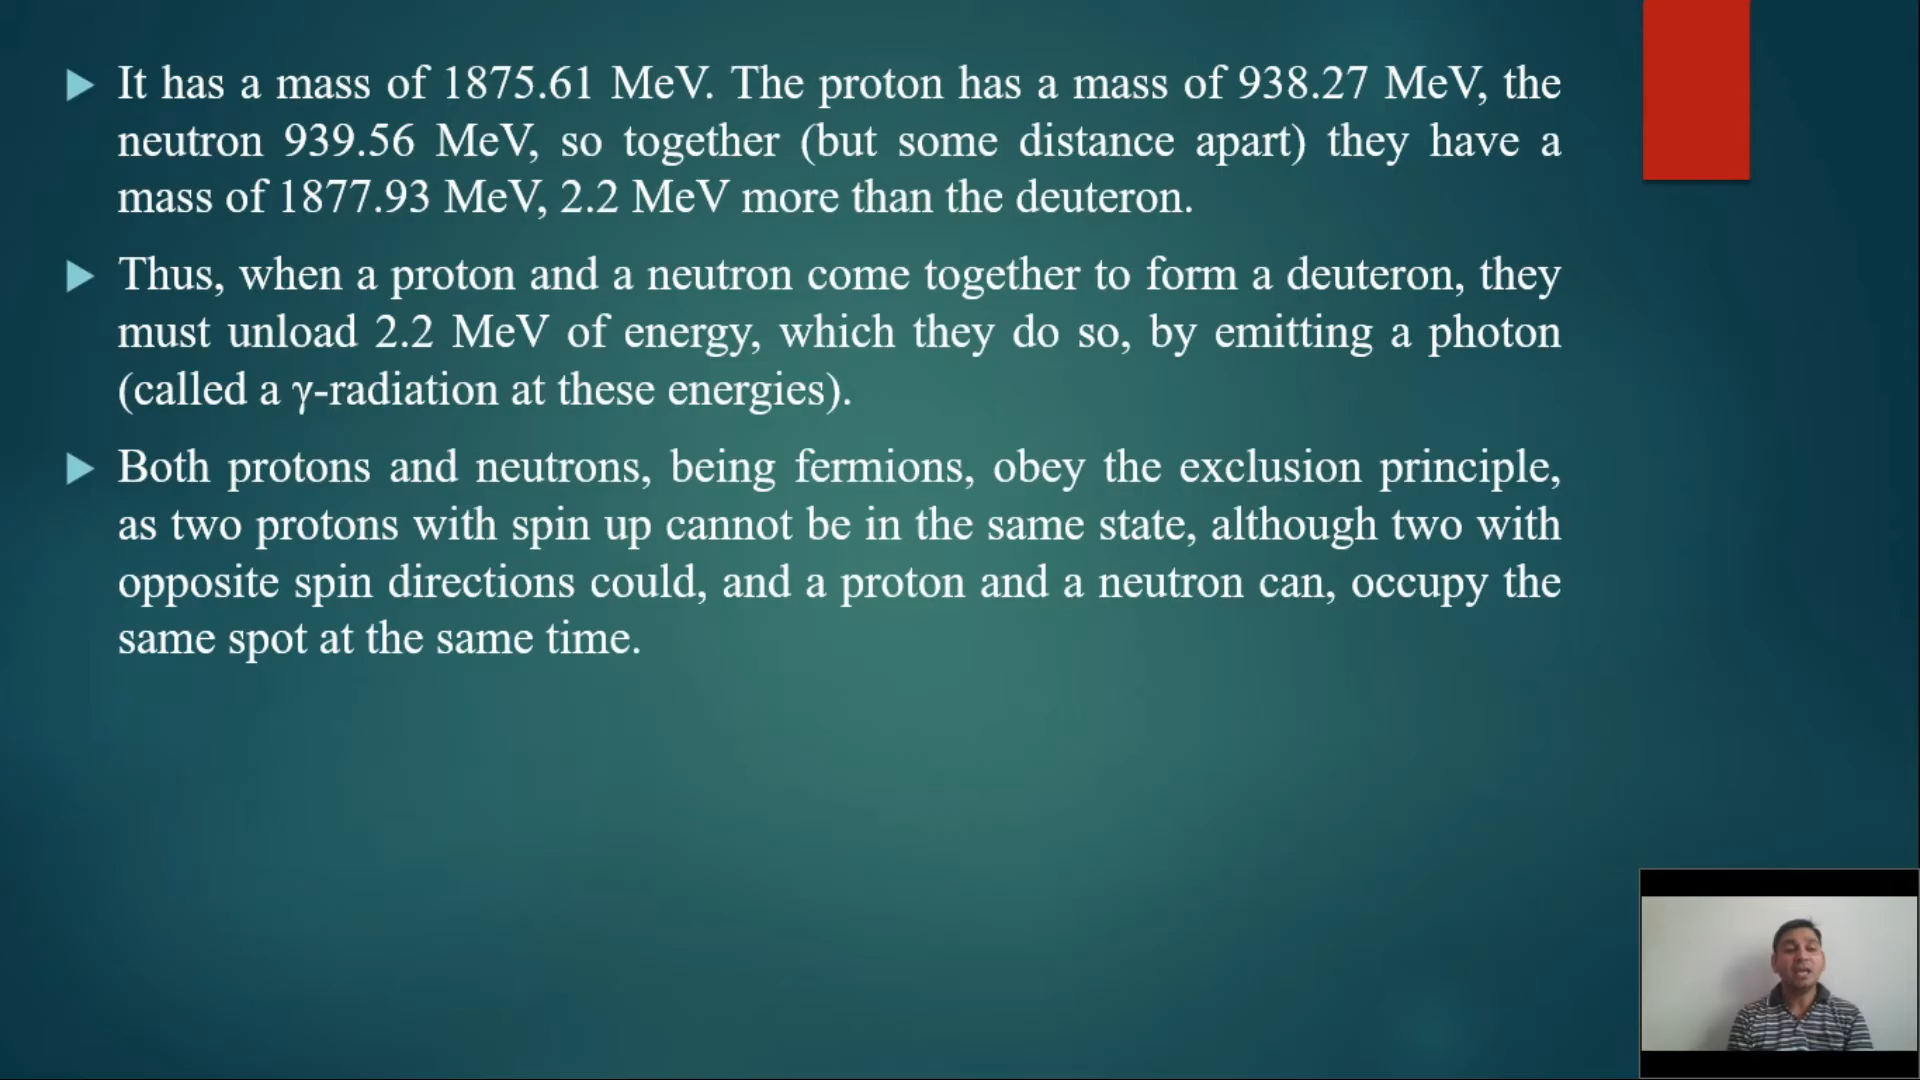 It has a mass of 1875.61 MeV. The proton has a mass of 938.27 MeV, the
neutron 939.56 MeV, so together (but some distance apart) they have a
mass of 1877.93 MeV, 2.2 MeV more than the deuteron.
Thus, when a proton and a neutron come together to form a deuteron, they
must unload 2.2 MeV of energy, which they do so, by emitting a photon
(called a γ-radiation at these energies).
Both protons and neutrons, being fermions, obey the exclusion principle,
as two protons with spin up cannot be in the same state, although two with
opposite spin directions could, and a proton and a neutron can, occupy the
same spot at the same time.